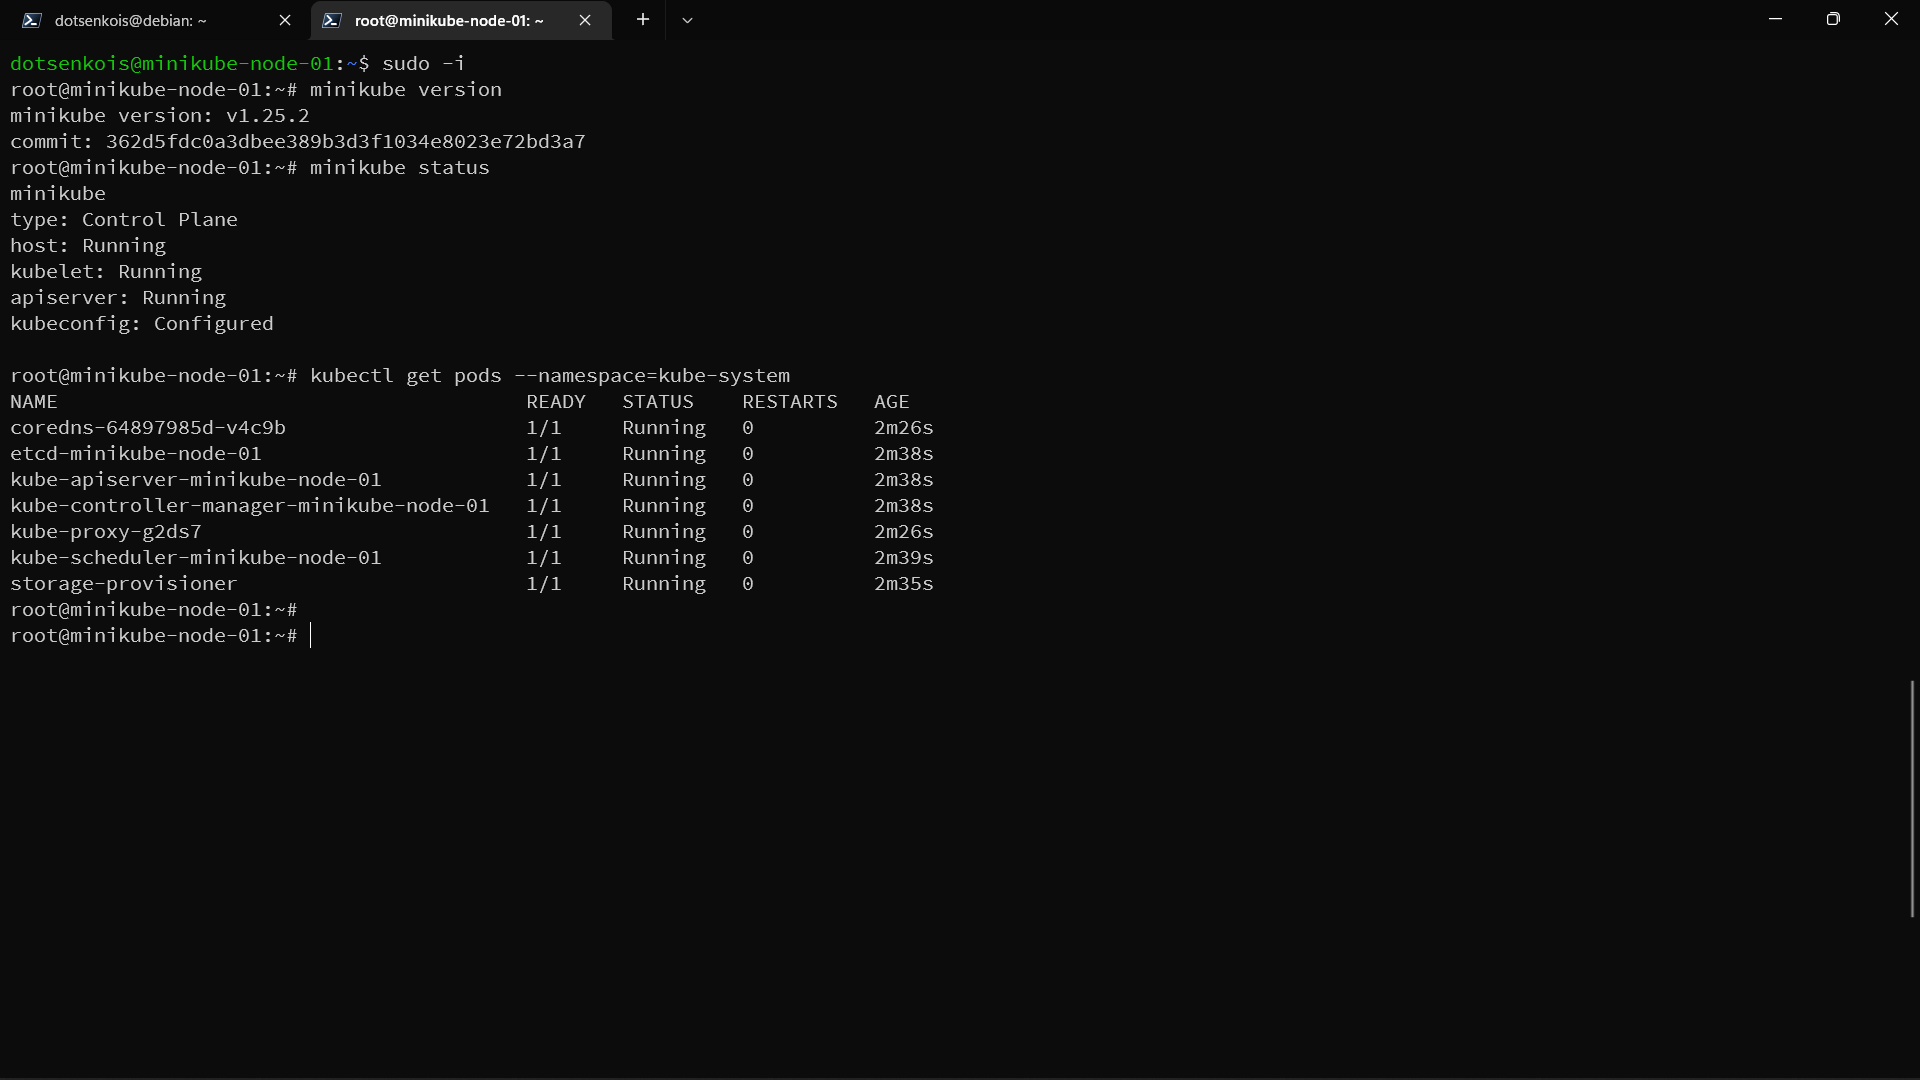 dotsenkois@debian: ~ root@minikube-node-01: ~
dotsenkois@minikube-node-01:~$ sudo -i
root@minikube-node-01:~# minikube version
minikube version: v1.25.2
commit: 362d5fdc0a3dbee389b3d3f1034e8023e72bd3a7
root@minikube-node-01:~# minikube status
minikube
type: Control Plane
host: Running
kubelet: Running
apiserver: Running
kubeconfig: Configured
root@minikube-node-01:~# kubectl get pods --namespace=kube-system
NAME READY STATUS RESTARTS AGE
coredns-64897985d-v4c9b 1/1 Running 0 2m26s
etcd-minikube-node-01 1/1 Running 0 2m38s
kube-apiserver-minikube-node-01 1/1 Running 0 2m38s
kube-controller-manager-minikube-node-01 1/1 Running 0 2m38s
kube-proxy-g2ds7 1/1 Running 0 2m26s
kube-scheduler-minikube-node-01 1/1 Running 0 2m39s
storage-provisioner 1/1 Running 0 2m35s
root@minikube-node-01:~#
root@minikube-node-01:~#